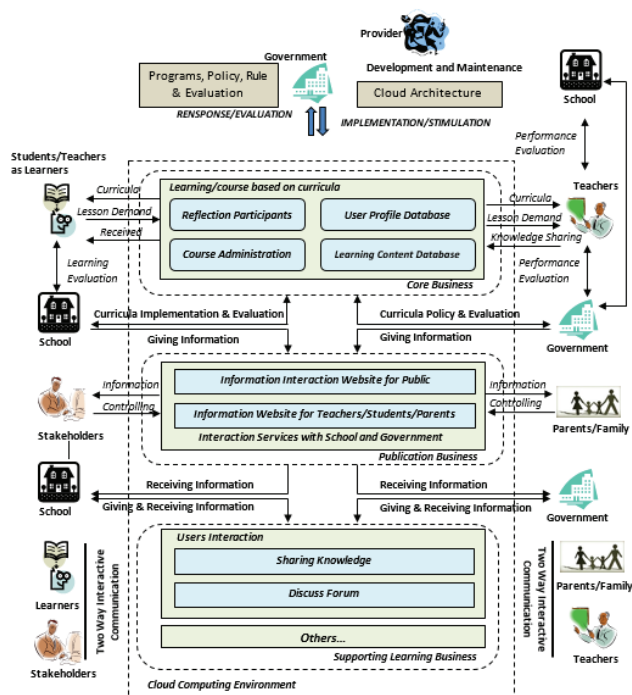 Provider
Government
Development and Maintenance
Programs, Policy, Rule
& Evaluation
Cloud Architecture
School
RENSPONSE/EVALUATION
IMPLEMENTATION/STIMULATION
Performance
Evaluation
Students/Teachers
as Learners
Learning/course based on curricula
Teachers
Curricula
Reflection Participants
User Profile Database
Curricula
Lesson Demand
Lesson Demand
Received
Course Administration
Learning Content Database
Knowledge Sharing
Learning
Evaluation
Performance
Evaluation
Core Business
Curricula Implementation & Evaluation
Curricula Policy & Evaluation
School
Giving Information
Giving Information
Government
Information
Information Interaction Website for Public
Information
Controlling
Information Website for Teachers/Students/Parents
Controlling
Stakeholders
Interaction Services with School and Government
Parents/Family
Publication Business
Receiving Information
Receiving Information
School
Giving & Receiving Information
Giving & Receiving Information
Government
Users Interaction
Sharing Knowledge
Discuss Forum
Learners
Two Way Interactive
Communication
Two Way Interactive
Communication
Parents/Family
Others...
Stakeholders
Teachers
Supporting Learning Business
Cloud Computing Environment